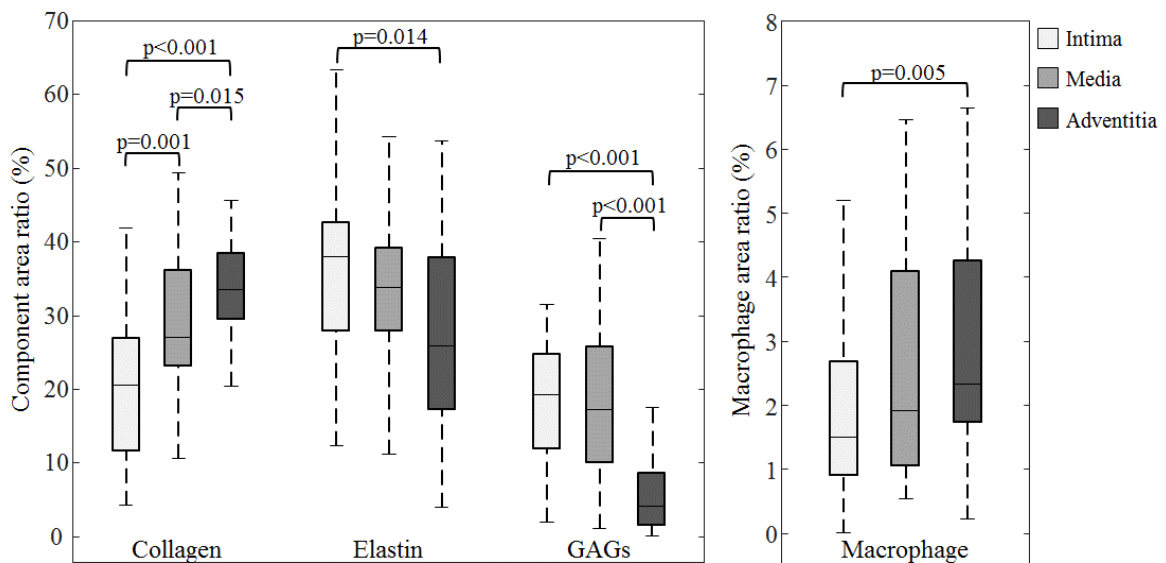 70
60
50
40
30
20
10
0
Component area ratio (%)
p<0.001
p=0.015
p=0.001
p=0.014
p<0.001
p<0.001
Collagen
Elastin
GAGs
8
7
6
5
4
3
2
1
0
Macrophage area ratio (%)
p=0.005
Macrophage
Intima
Media
Adventitia